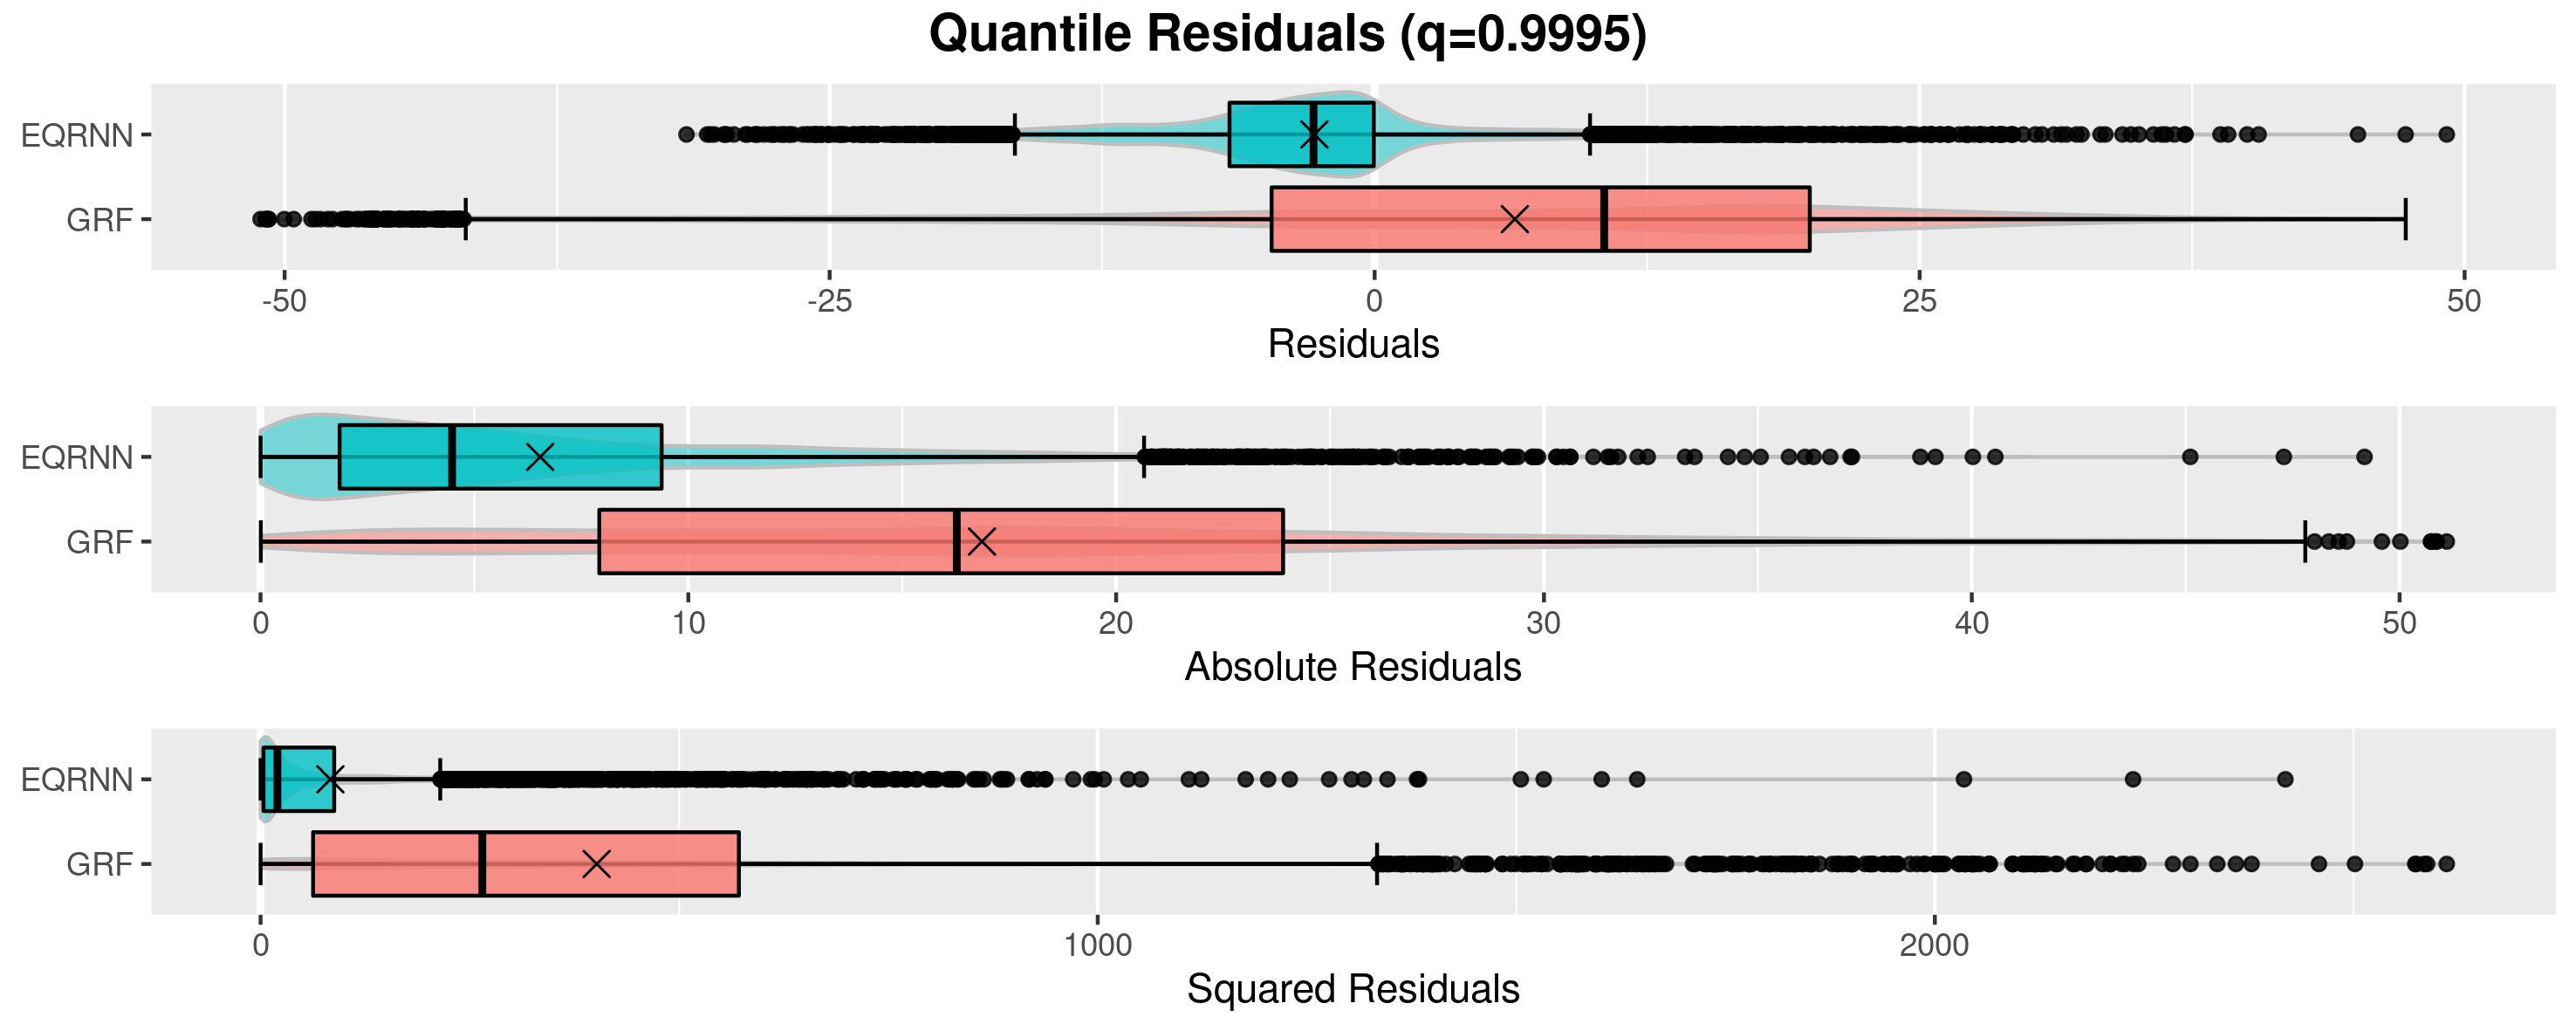 Quantile Residuals (q=0.9995)
EQRNN
GRF
-50 -25 0 25 50
Residuals
EQRNN
GRF
0 10 20 30 40 50
Absolute Residuals
EQRNN
GRF
0 1000 2000
Squared Residuals